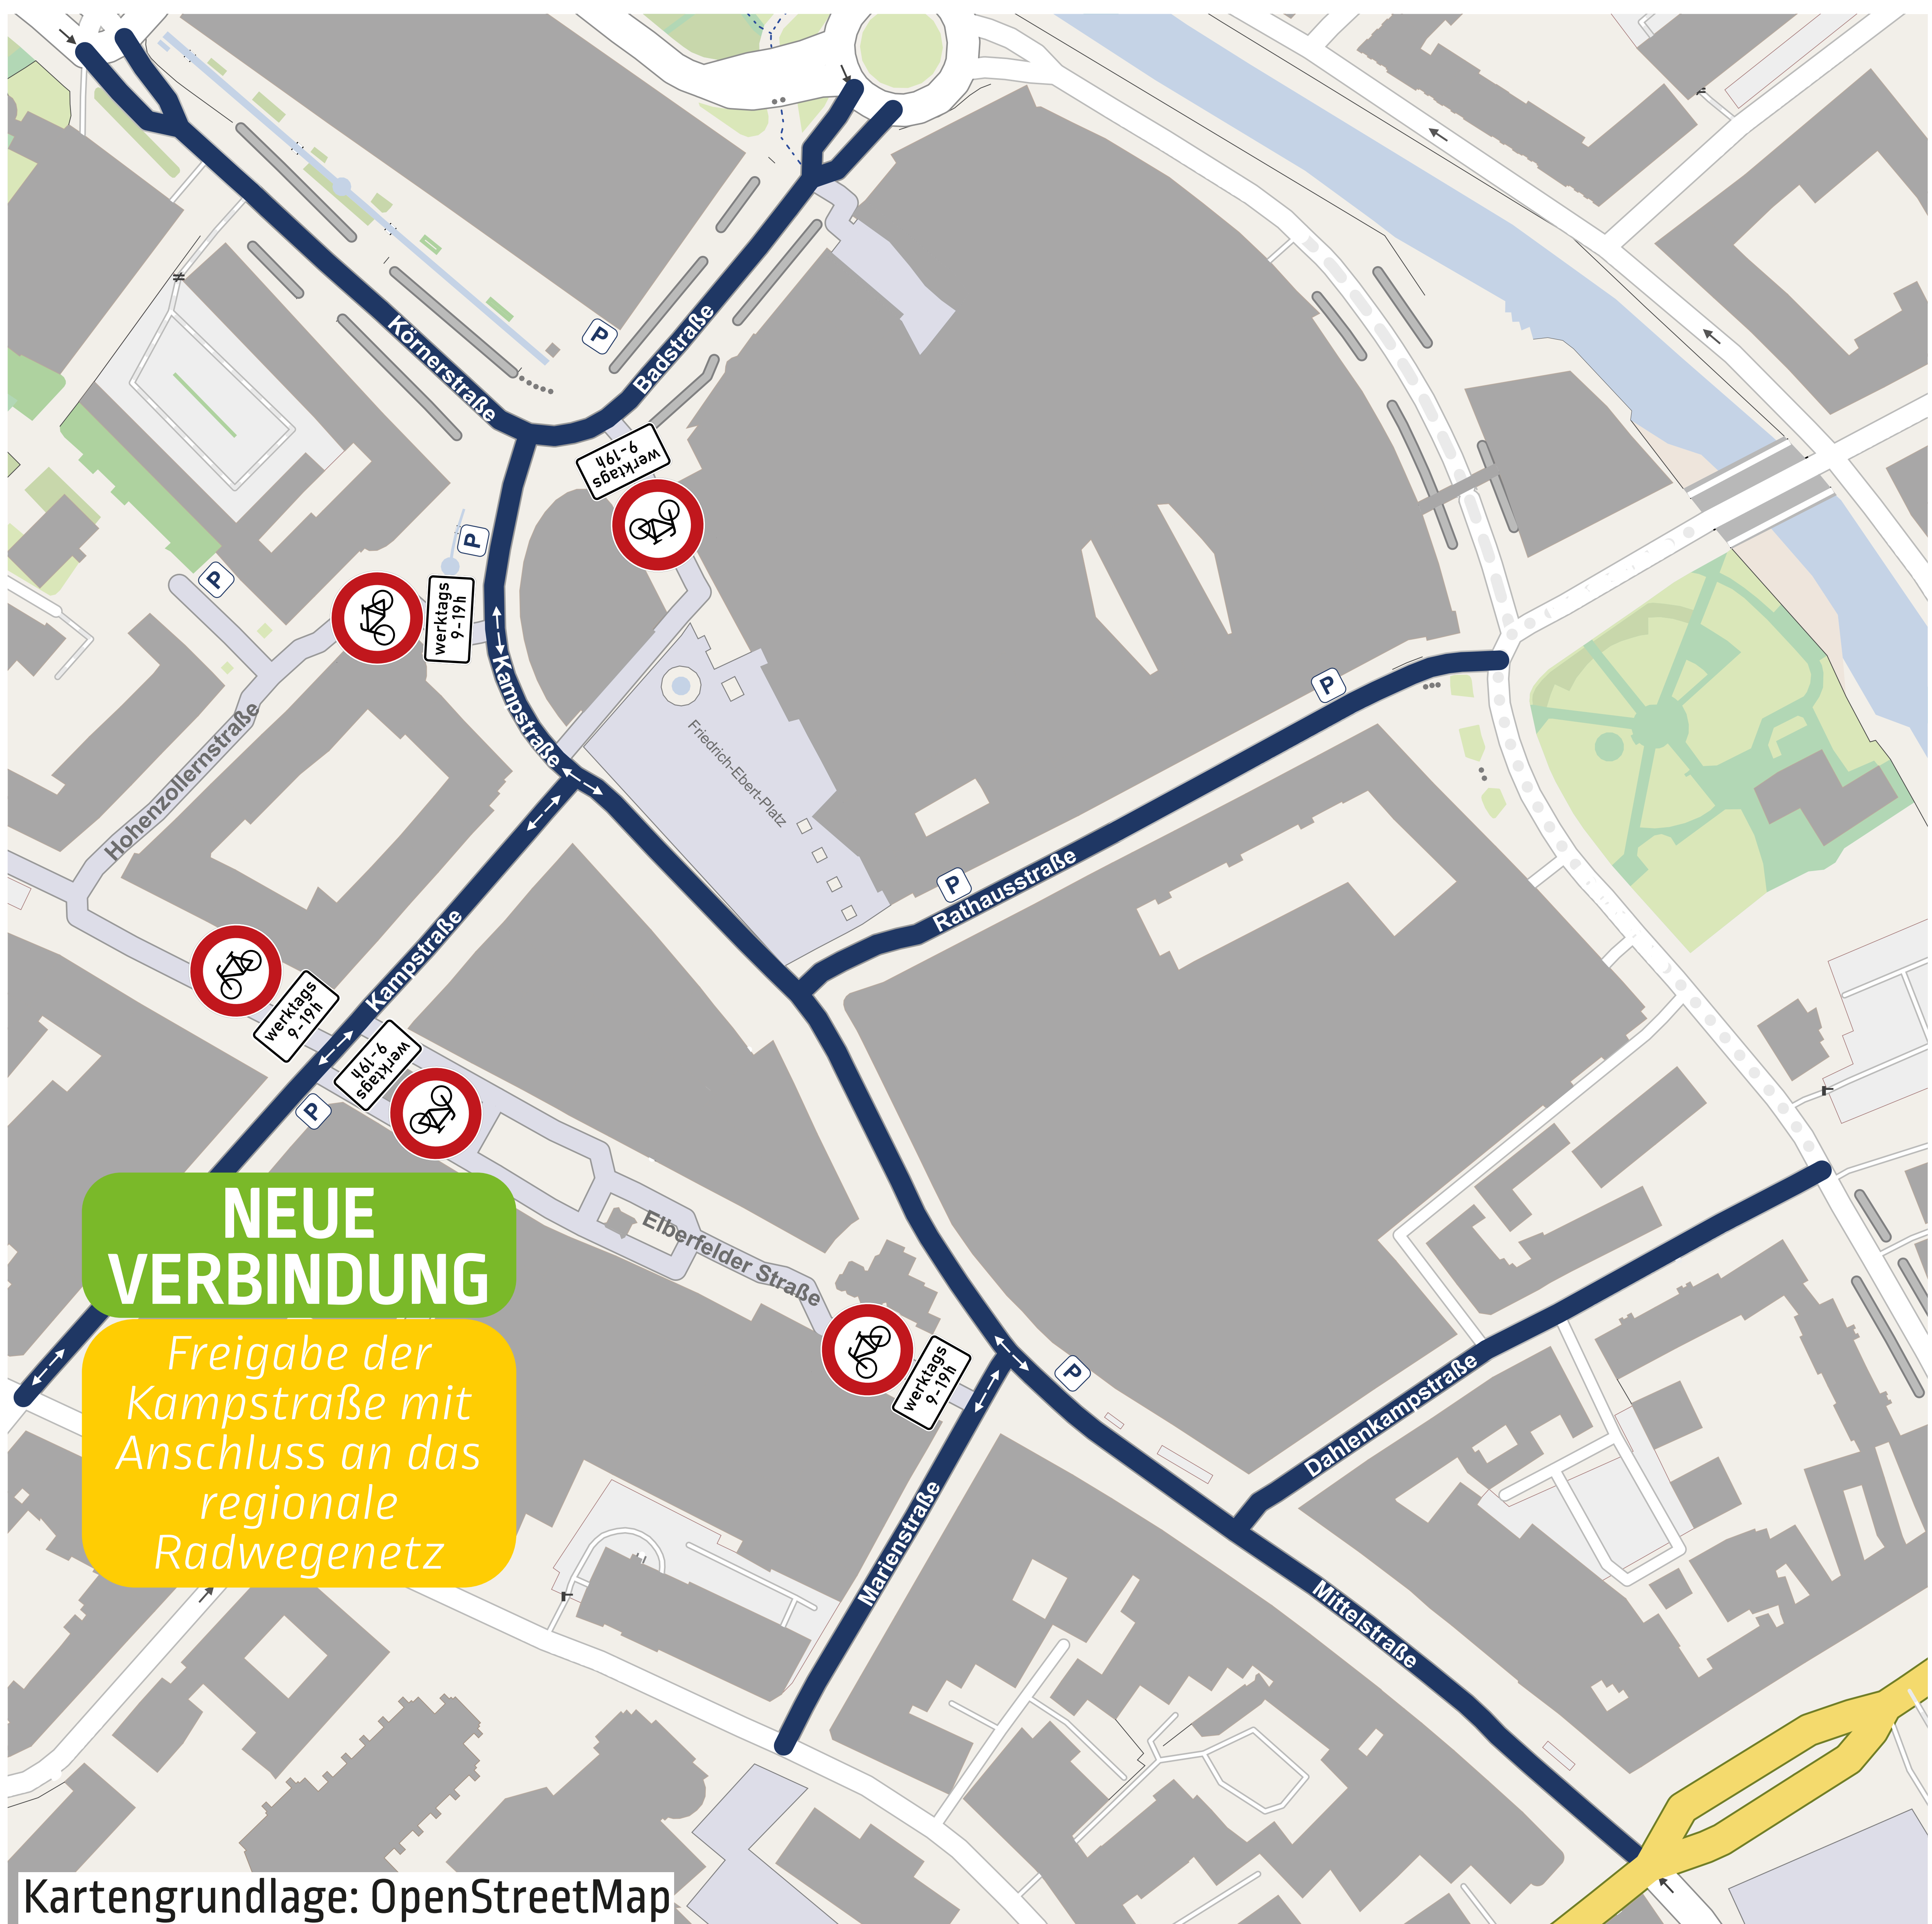 P
Körnerstraße
Badstraße
werktags
9-19h
P
P
werktags
9-19h
Kampstraße
P
Hohenzollernstraße
Friedrich-Ebert-Platz
P
Rathausstraße
Kampstraße
werktags
9-19h
werktags
9-19h
P
Elberfelder Straße
NEUE
VERBINDUNG
Freigabe der
Kampstraße mit
Anschluss an das
regionale
Radwegenetz
werktags
9-19h
P
Dahlenkampstraße
Marienstraße
Mittelstraße
Kartengrundlage: OpenStreetMap